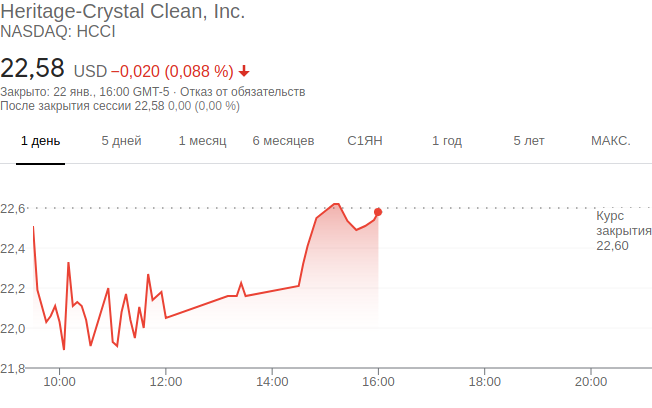 Heritage-Crystal Clean, Inc.
NASDAQ: HCCI
22,58 USD −0,020 (0,088 %)
Закрыто: 22 янв., 16:00 GMT-5 · Отказ от обязательств
После закрытия сессии 22,58 0,00 (0,00 %)
1 день 5 дней 1 месяц 6 месяцев С1ЯН 1 год 5 лет МАКС.
22,6
Курс
закрытия
22,60
22,4
22,2
22,0
21,8
10:00 12:00 14:00 16:00 18:00 20:00